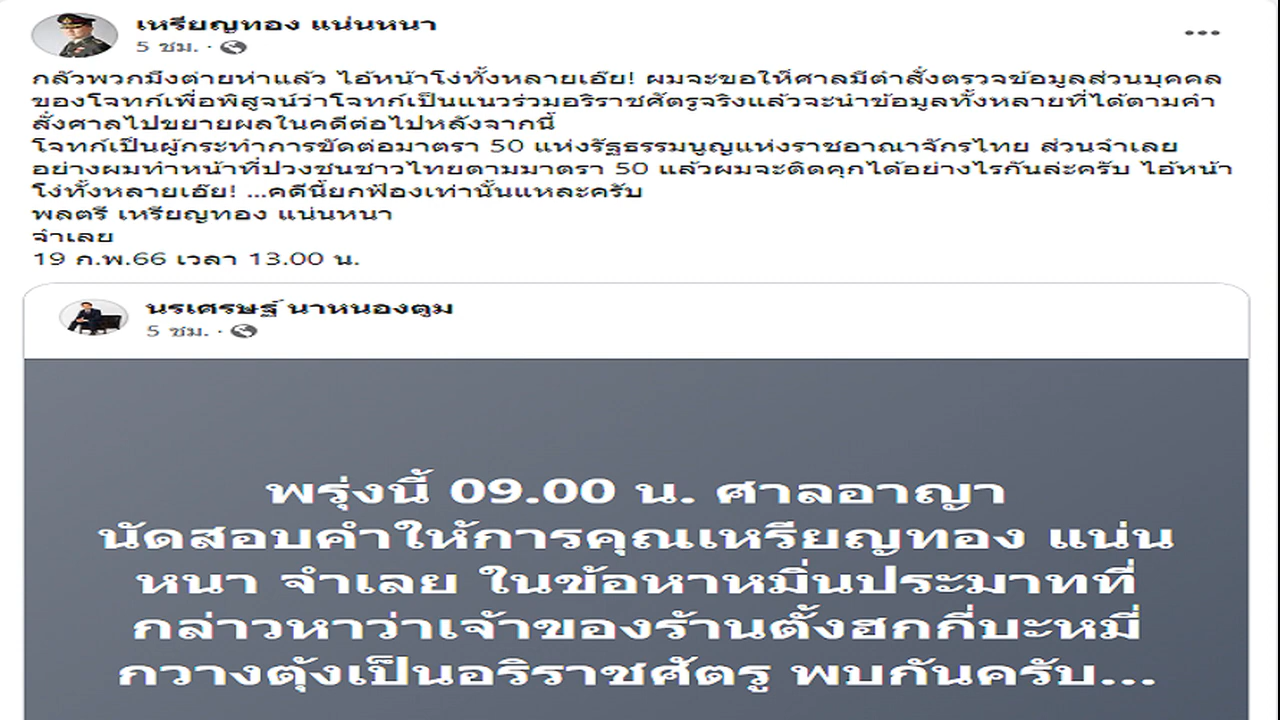 เหรียญทอง แน่นหนา
5 ชม. ·
กลัวพวกมึงต่ายห่าแล้ว ไอ้หน้าโง่ทั้งหลายเอ๊ย! ผมจะขอให้ศาลมีตำสั่งตรวจข้อมูลส่วนบุคคล
ของโจทก์เพื่อพิสูจน์ว่าโจทก์เป็นแนวร่วมอริราชศัตรูจริงแล้วจะนำข้อมูลทั้งหลายที่ได้ตามคำ
สั่งศาลไปขยายผลในคดีต่อไปหลังจากนี้
โจทก์เป็นผู้กระทำการขัดต่อมาตรา 50 แห่งรัฐธรรมนูญแห่งราชอาณาจักรไทย ส่วนจำเลย
อย่างผมทำหน้าที่ปวงชนชาวไทยตามมาตรา 50 แล้วผมจะติดคุกได้อย่างไรกันล่ะครับ ไอ้หน้า
โง่ทั้งหลายเอ๊ย! ...คดีนี้ยกฟ้องเท่านั้นแหละครับ
พลตรี เหรียญทอง แน่นหนา
จำเลย
19 ก.พ.66 เวลา 13.00 น.
นรเศรษฐ์ นาหนองตูม
5 ชม. ·
พรุ่งนี้ 09.00 น. ศาลอาญา
นัดสอบคำให้การคุณเหรียญทอง แน่น
หนา จำเลย ในข้อหาหมิ่นประมาทที่
กล่าวหาว่าเจ้าของร้านตั้งฮกกี่บะหมี่
กวางตุ้งเป็นอริราชศัตรู พบกันครับ...